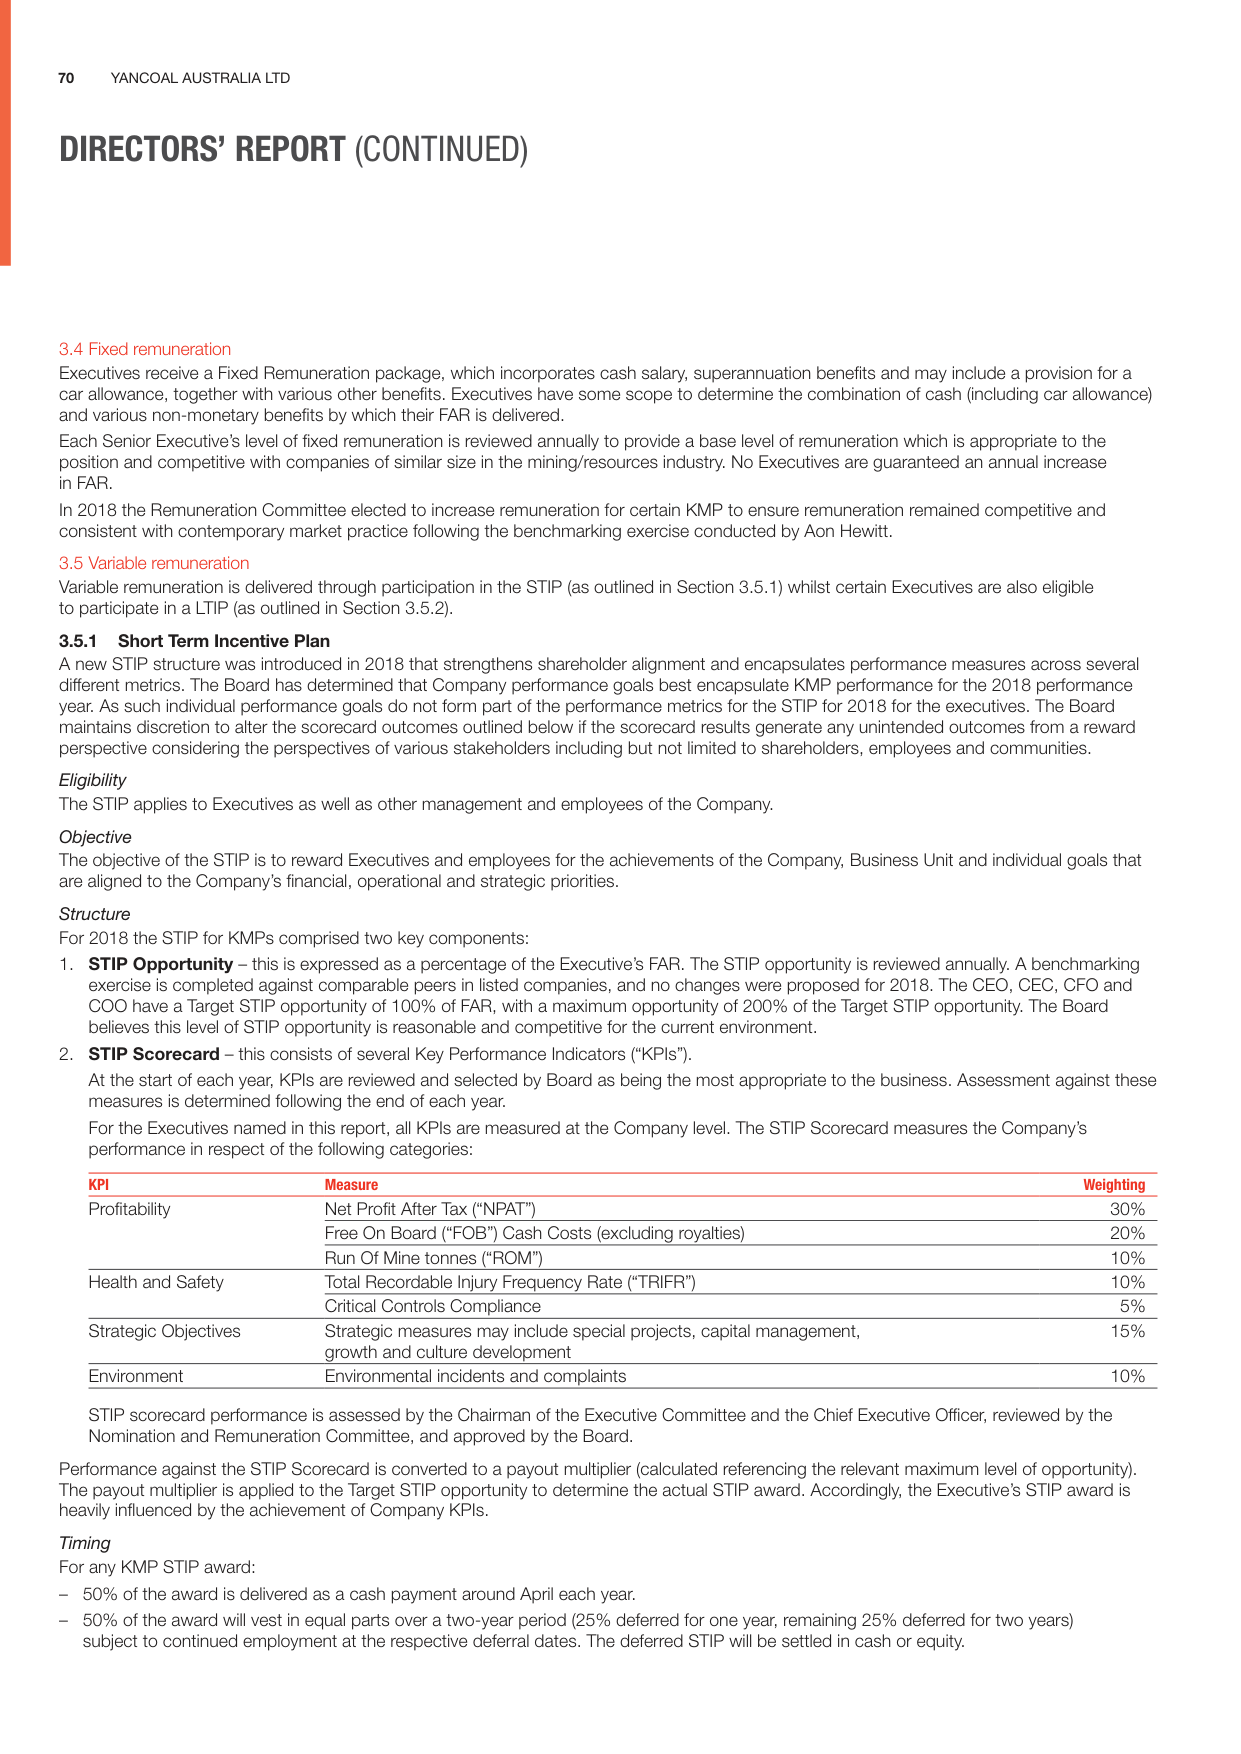 70 YANCOAL AUSTRALIA LTD
DIRECTORS’ REPORT (CONTINUED)
3.4 Fixed remuneration
Executives receive a Fixed Remuneration package, which incorporates cash salary, superannuation benefits and may include a provision for a
car allowance, together with various other benefits. Executives have some scope to determine the combination of cash (including car allowance)
and various non-monetary benefits by which their FAR is delivered.
Each Senior Executive’s level of fixed remuneration is reviewed annually to provide a base level of remuneration which is appropriate to the
position and competitive with companies of similar size in the mining/resources industry. No Executives are guaranteed an annual increase
in FAR.
In 2018 the Remuneration Committee elected to increase remuneration for certain KMP to ensure remuneration remained competitive and
consistent with contemporary market practice following the benchmarking exercise conducted by Aon Hewitt.
3.5 Variable remuneration
Variable remuneration is delivered through participation in the STIP (as outlined in Section 3.5.1) whilst certain Executives are also eligible
to participate in a LTIP (as outlined in Section 3.5.2).
3.5.1 Short Term Incentive Plan
A new STIP structure was introduced in 2018 that strengthens shareholder alignment and encapsulates performance measures across several
different metrics. The Board has determined that Company performance goals best encapsulate KMP performance for the 2018 performance
year. As such individual performance goals do not form part of the performance metrics for the STIP for 2018 for the executives. The Board
maintains discretion to alter the scorecard outcomes outlined below if the scorecard results generate any unintended outcomes from a reward
perspective considering the perspectives of various stakeholders including but not limited to shareholders, employees and communities.
Eligibility
The STIP applies to Executives as well as other management and employees of the Company.
Objective
The objective of the STIP is to reward Executives and employees for the achievements of the Company, Business Unit and individual goals that
are aligned to the Company’s financial, operational and strategic priorities.
Structure
For 2018 the STIP for KMPs comprised two key components:
1. STIP Opportunity – this is expressed as a percentage of the Executive’s FAR. The STIP opportunity is reviewed annually. A benchmarking
exercise is completed against comparable peers in listed companies, and no changes were proposed for 2018. The CEO, CEC, CFO and
COO have a Target STIP opportunity of 100% of FAR, with a maximum opportunity of 200% of the Target STIP opportunity. The Board
believes this level of STIP opportunity is reasonable and competitive for the current environment.
2. STIP Scorecard – this consists of several Key Performance Indicators (“KPIs”).
At the start of each year, KPIs are reviewed and selected by Board as being the most appropriate to the business. Assessment against these
measures is determined following the end of each year.
For the Executives named in this report, all KPIs are measured at the Company level. The STIP Scorecard measures the Company’s
performance in respect of the following categories:
KPI Measure Weighting
Profitability Net Profit After Tax (“NPAT”) 30%
Free On Board (“FOB”) Cash Costs (excluding royalties) 20%
Run Of Mine tonnes (“ROM”) 10%
Health and Safety Total Recordable Injury Frequency Rate (“TRIFR”) 10%
Critical Controls Compliance 5%
Strategic Objectives Strategic measures may include special projects, capital management, 15%
growth and culture development
Environment Environmental incidents and complaints 10%
STIP scorecard performance is assessed by the Chairman of the Executive Committee and the Chief Executive Officer, reviewed by the
Nomination and Remuneration Committee, and approved by the Board.
Performance against the STIP Scorecard is converted to a payout multiplier (calculated referencing the relevant maximum level of opportunity).
The payout multiplier is applied to the Target STIP opportunity to determine the actual STIP award. Accordingly, the Executive’s STIP award is
heavily influenced by the achievement of Company KPIs.
Timing
For any KMP STIP award:
– 50% of the award is delivered as a cash payment around April each year.
– 50% of the award will vest in equal parts over a two-year period (25% deferred for one year, remaining 25% deferred for two years)
subject to continued employment at the respective deferral dates. The deferred STIP will be settled in cash or equity.